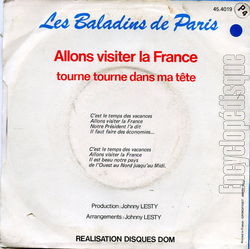 Les Baladins de Paris
45.4019
PA
Allons visiter la France
tourne tourne dans ma tête
C'est le temps des vacances
Allons visiter la France
Notre Président l'a dit
Il faut faire des économies...
C'est le temps des vacances
Allons visiter la France
Il est beau notre pays
de l'Ouest au Nord jusqu'au Midi.
Production : Johnny LESTY
Arrangements : Johnny LESTY
REALISATION DISQUES DOM
Encyclopédisque